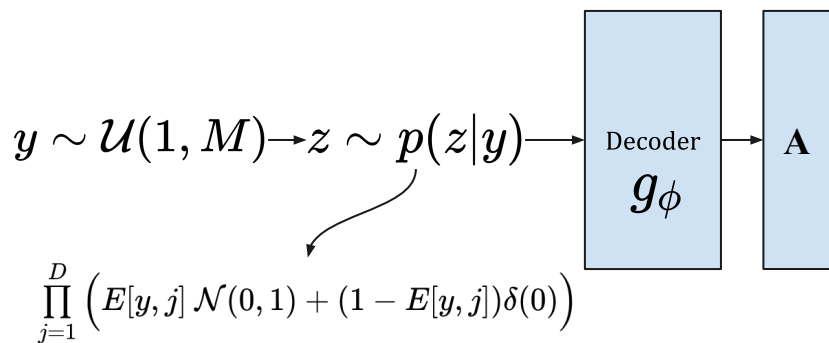 y ∼ 𝒰(1, M) z ∼ p(z|y)
Decoder
g_ϕ
A
∏_{j=1}^{D} ( E[y, j] 𝒩(0, 1) + (1 − E[y, j])δ(0) )